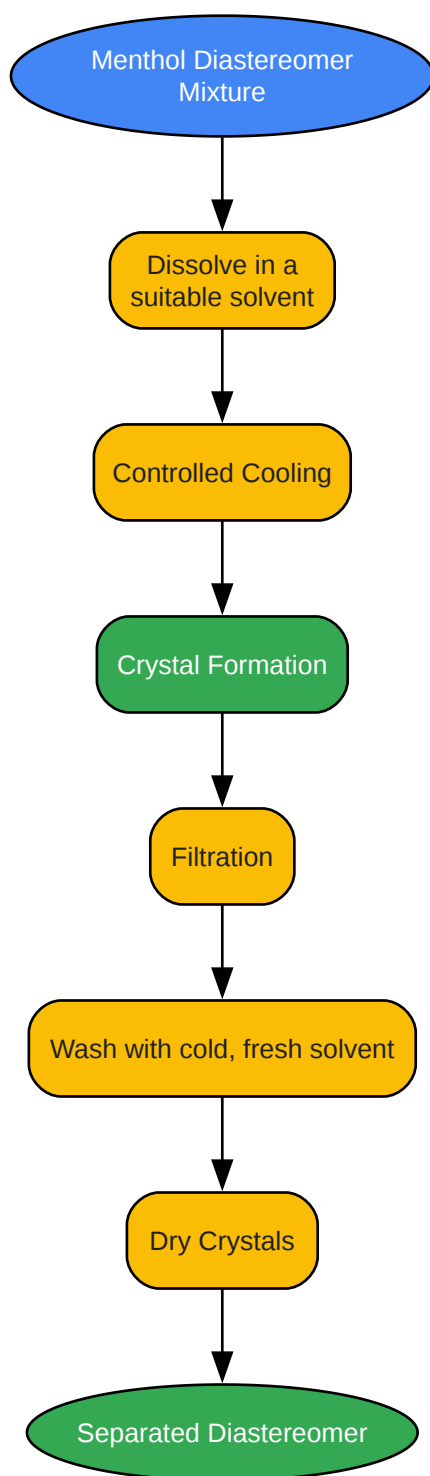 Menthol Diastereomer
Mixture
Dissolve in a
suitable solvent
Controlled Cooling
Crystal Formation
Filtration
Wash with cold, fresh solvent
Dry Crystals
Separated Diastereomer